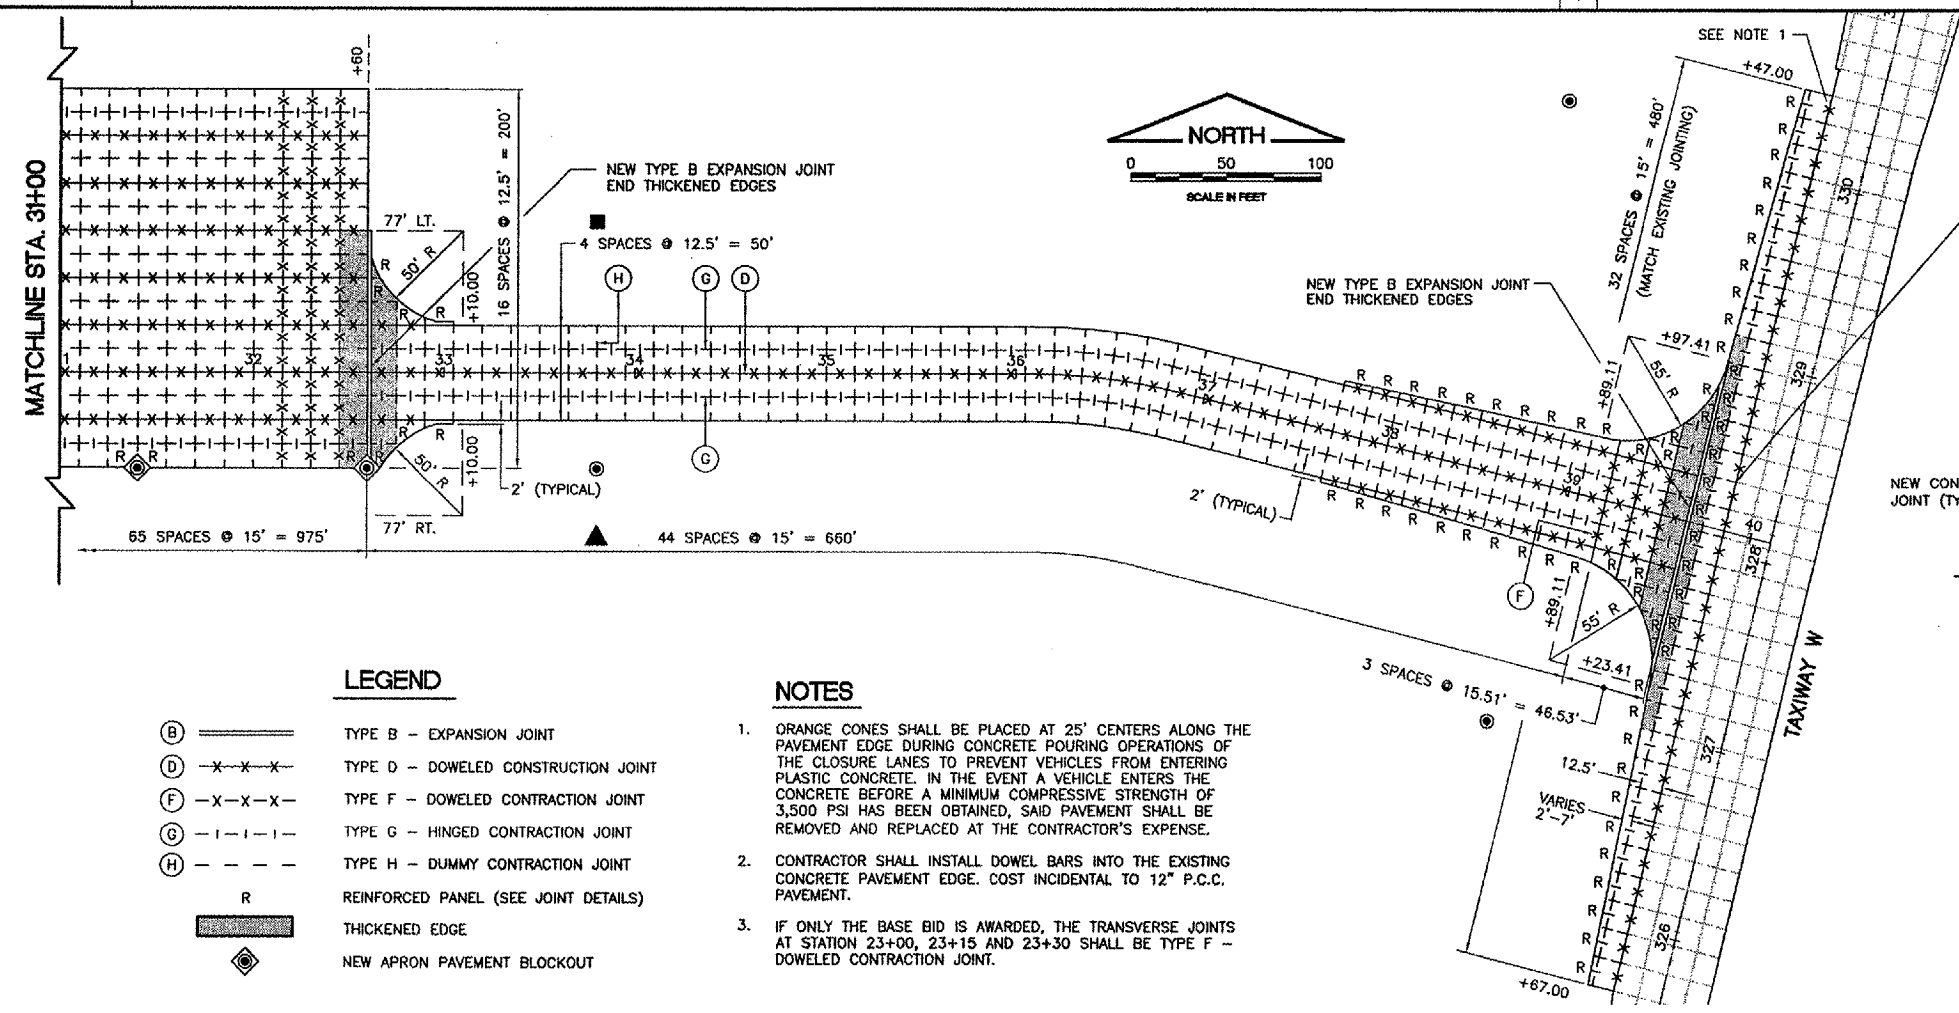 SEE NOTE 1
+47.00
+60
MATCHLINE STA. 31+00
16 SPACES @ 12.5' = 200'
NEW TYPE B EXPANSION JOINT
END THICKENED EDGES
NORTH
0 50 100
SCALE IN FEET
32 SPACES @ 15' = 480'
(MATCH EXISTING JOINTING)
77' LT.
50' R
+10.00
4 SPACES @ 12.5' = 50'
H G D
NEW TYPE B EXPANSION JOINT
END THICKENED EDGES
+97.41
55' R
+89.11
32 33 34 35 36 37 38 39 40
330 329 328 327 326
R R
50' R
+10.00
77' RT.
G
2' (TYPICAL)
2' (TYPICAL)
NEW CON
JOINT (TY
65 SPACES @ 15' = 975'
44 SPACES @ 15' = 660'
F
+89.11
55' R
+23.41
3 SPACES @ 15.51' = 46.53'
TAXIWAY W
12.5'
VARIES
2'-7'
+67.00
LEGEND
B TYPE B - EXPANSION JOINT
D TYPE D - DOWELED CONSTRUCTION JOINT
F TYPE F - DOWELED CONTRACTION JOINT
G TYPE G - HINGED CONTRACTION JOINT
H TYPE H - DUMMY CONTRACTION JOINT
R REINFORCED PANEL (SEE JOINT DETAILS)
THICKENED EDGE
NEW APRON PAVEMENT BLOCKOUT
NOTES
1. ORANGE CONES SHALL BE PLACED AT 25' CENTERS ALONG THE
PAVEMENT EDGE DURING CONCRETE POURING OPERATIONS OF
THE CLOSURE LANES TO PREVENT VEHICLES FROM ENTERING
PLASTIC CONCRETE. IN THE EVENT A VEHICLE ENTERS THE
CONCRETE BEFORE A MINIMUM COMPRESSIVE STRENGTH OF
3,500 PSI HAS BEEN OBTAINED, SAID PAVEMENT SHALL BE
REMOVED AND REPLACED AT THE CONTRACTOR'S EXPENSE.
2. CONTRACTOR SHALL INSTALL DOWEL BARS INTO THE EXISTING
CONCRETE PAVEMENT EDGE. COST INCIDENTAL TO 12" P.C.C.
PAVEMENT.
3. IF ONLY THE BASE BID IS AWARDED, THE TRANSVERSE JOINTS
AT STATION 23+00, 23+15 AND 23+30 SHALL BE TYPE F -
DOWELED CONTRACTION JOINT.